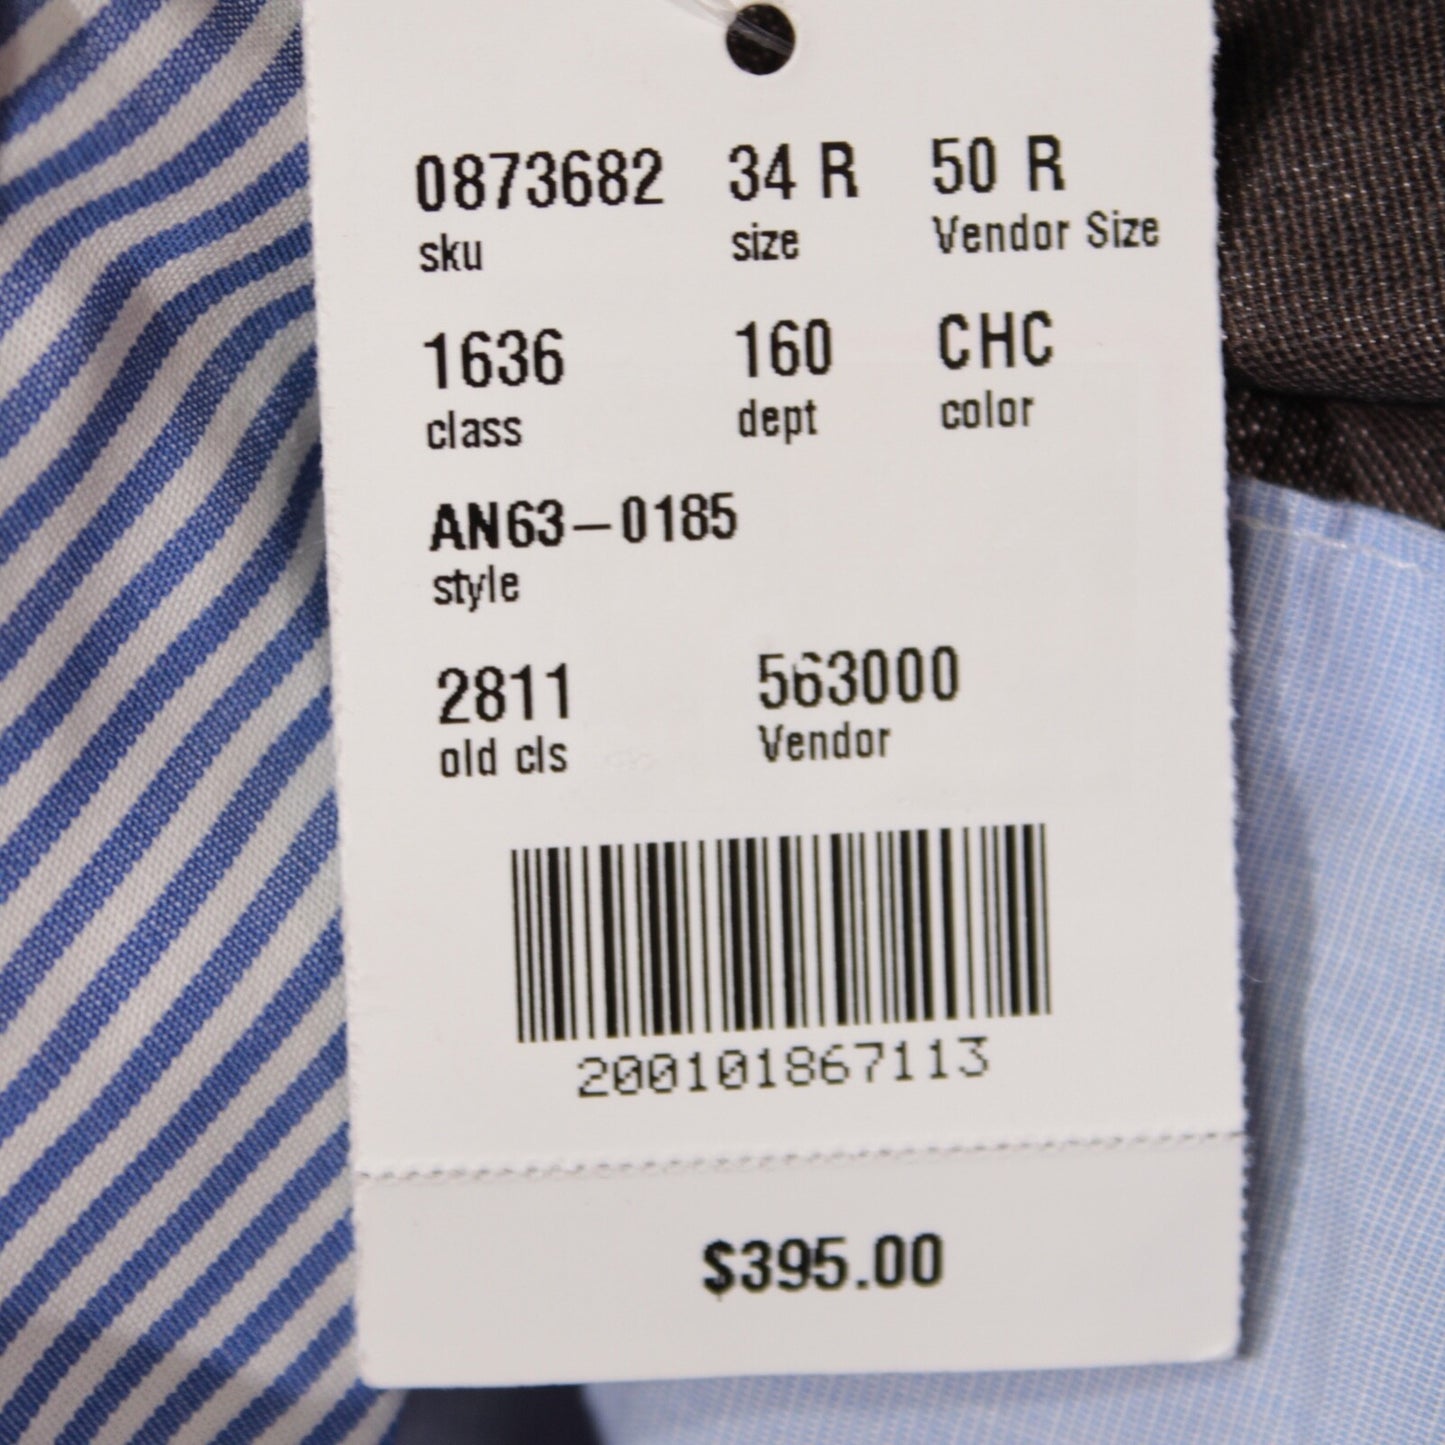 0873682 34 R 50 R
sku size Vendor Size
1636 160 CHC
class dept color
AN63-0185
style
2811 563000
old cls Vendor
200101867113
$395.00